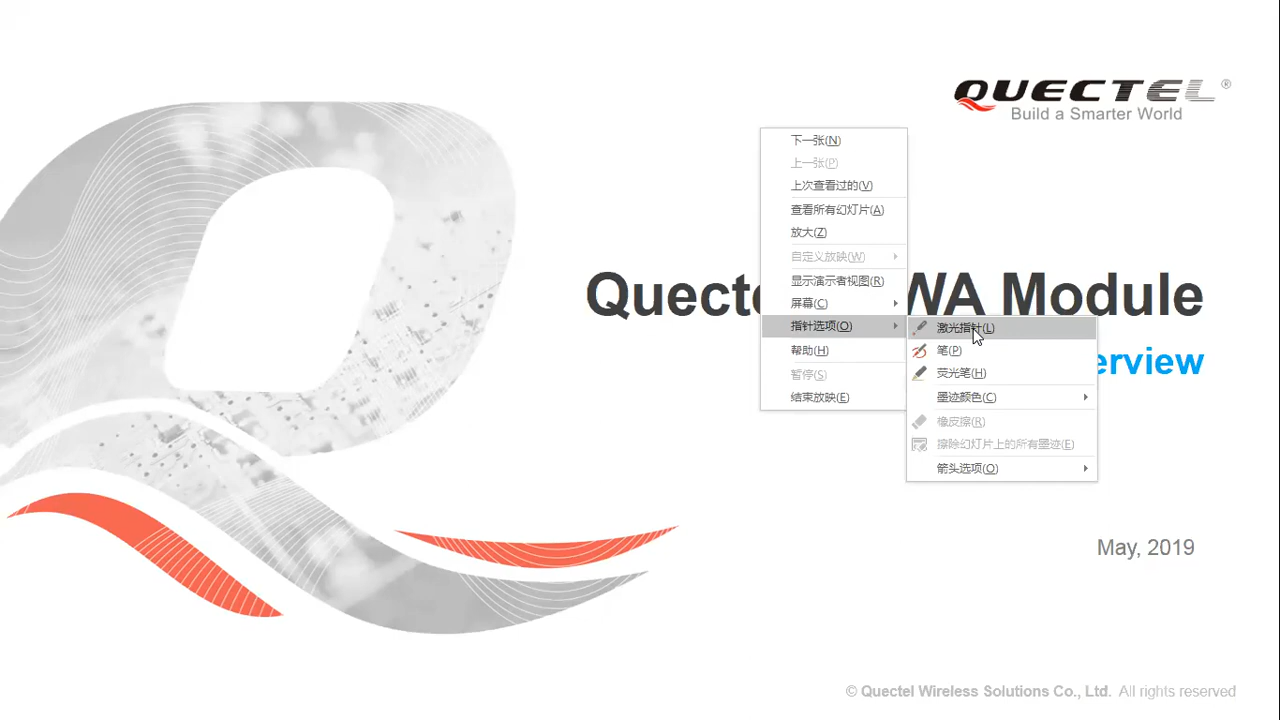 QUECTEL®
Build a Smarter World
下一张(N)
上一张(P)
上次查看过的(V)
查看所有幻灯片(A)
放大(Z)
自定义放映(W)
显示演示者视图(R)
屏幕(C)
指针选项(O)
帮助(H)
暂停(S)
结束放映(E)
激光指针(L)
笔(P)
荧光笔(H)
墨迹颜色(C)
橡皮擦(R)
擦除幻灯片上的所有墨迹(E)
箭头选项(O)
Module
May, 2019
© Quectel Wireless Solutions Co., Ltd. All rights reserved